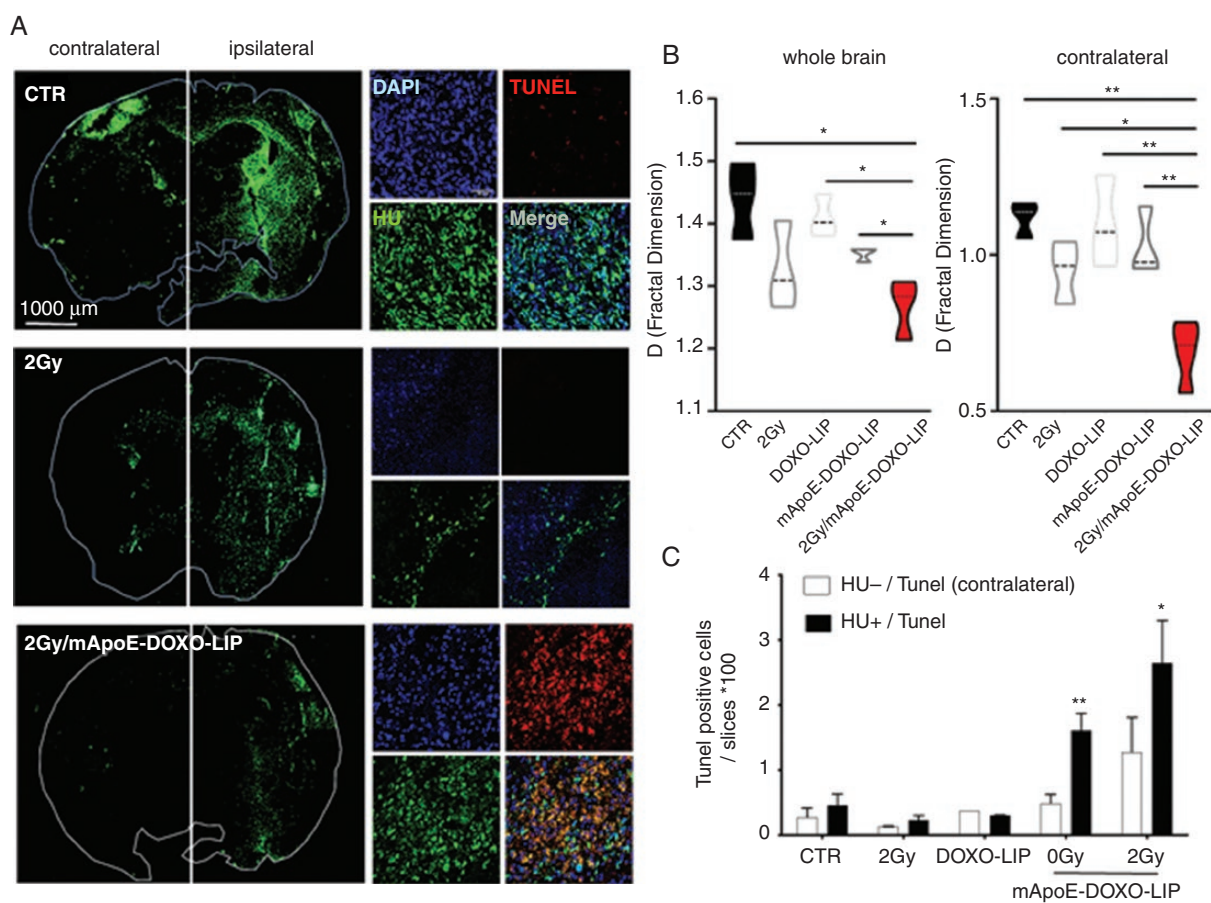 A
contralateral
ipsilateral
CTR
1000 μm
DAPI
TUNEL
HU
Merge
2Gy
2Gy/mApoE-DOXO-LIP
B
whole brain
D (Fractal Dimension)
1.6
1.5
1.4
1.3
1.2
1.1
*
*
*
CTR
2Gy
DOXO-LIP
mApoE-DOXO-LIP
2Gy/mApoE-DOXO-LIP
contralateral
D (Fractal Dimension)
1.5
1.0
0.5
**
*
**
**
CTR
2Gy
DOXO-LIP
mApoE-DOXO-LIP
2Gy/mApoE-DOXO-LIP
C
Tunel positive cells
/ slices *100
4
3
2
1
0
HU– / Tunel (contralateral)
HU+ / Tunel
**
*
CTR
2Gy
DOXO-LIP
0Gy
2Gy
mApoE-DOXO-LIP